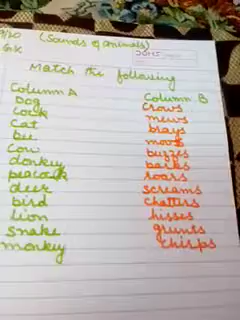 (Sounds of animals)
GK
Match the following
Column A
Column B
Dog
Crows
Cock
mews
Cat
brays
bee
moos
Cow
buzzes
donkey
barks
peacock
roars
deer
screams
bird
chatters
lion
hisses
snake
grunts
monkey
chirps